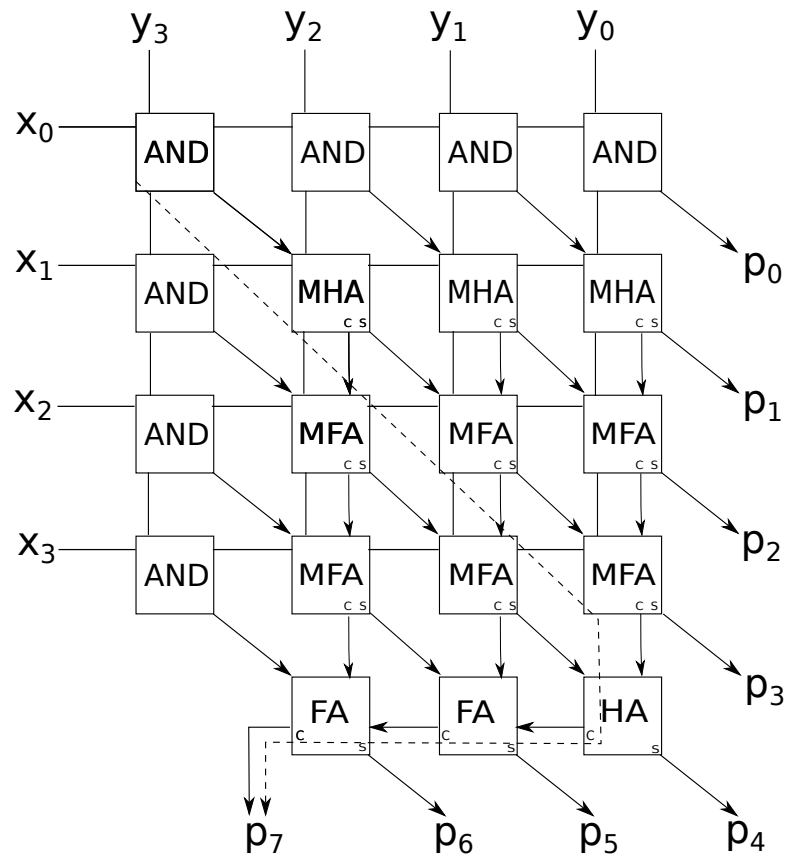 y3 y2 y1 y0
x0 AND AND AND AND
x1 p0
AND MHA MHA MHA
C S C S C S
x2 p1
AND MFA MFA MFA
C S C S C S
x3 p2
AND MFA MFA MFA
C S C S C S
p3
FA FA HA
C S C S C S
p7 p6 p5 p4